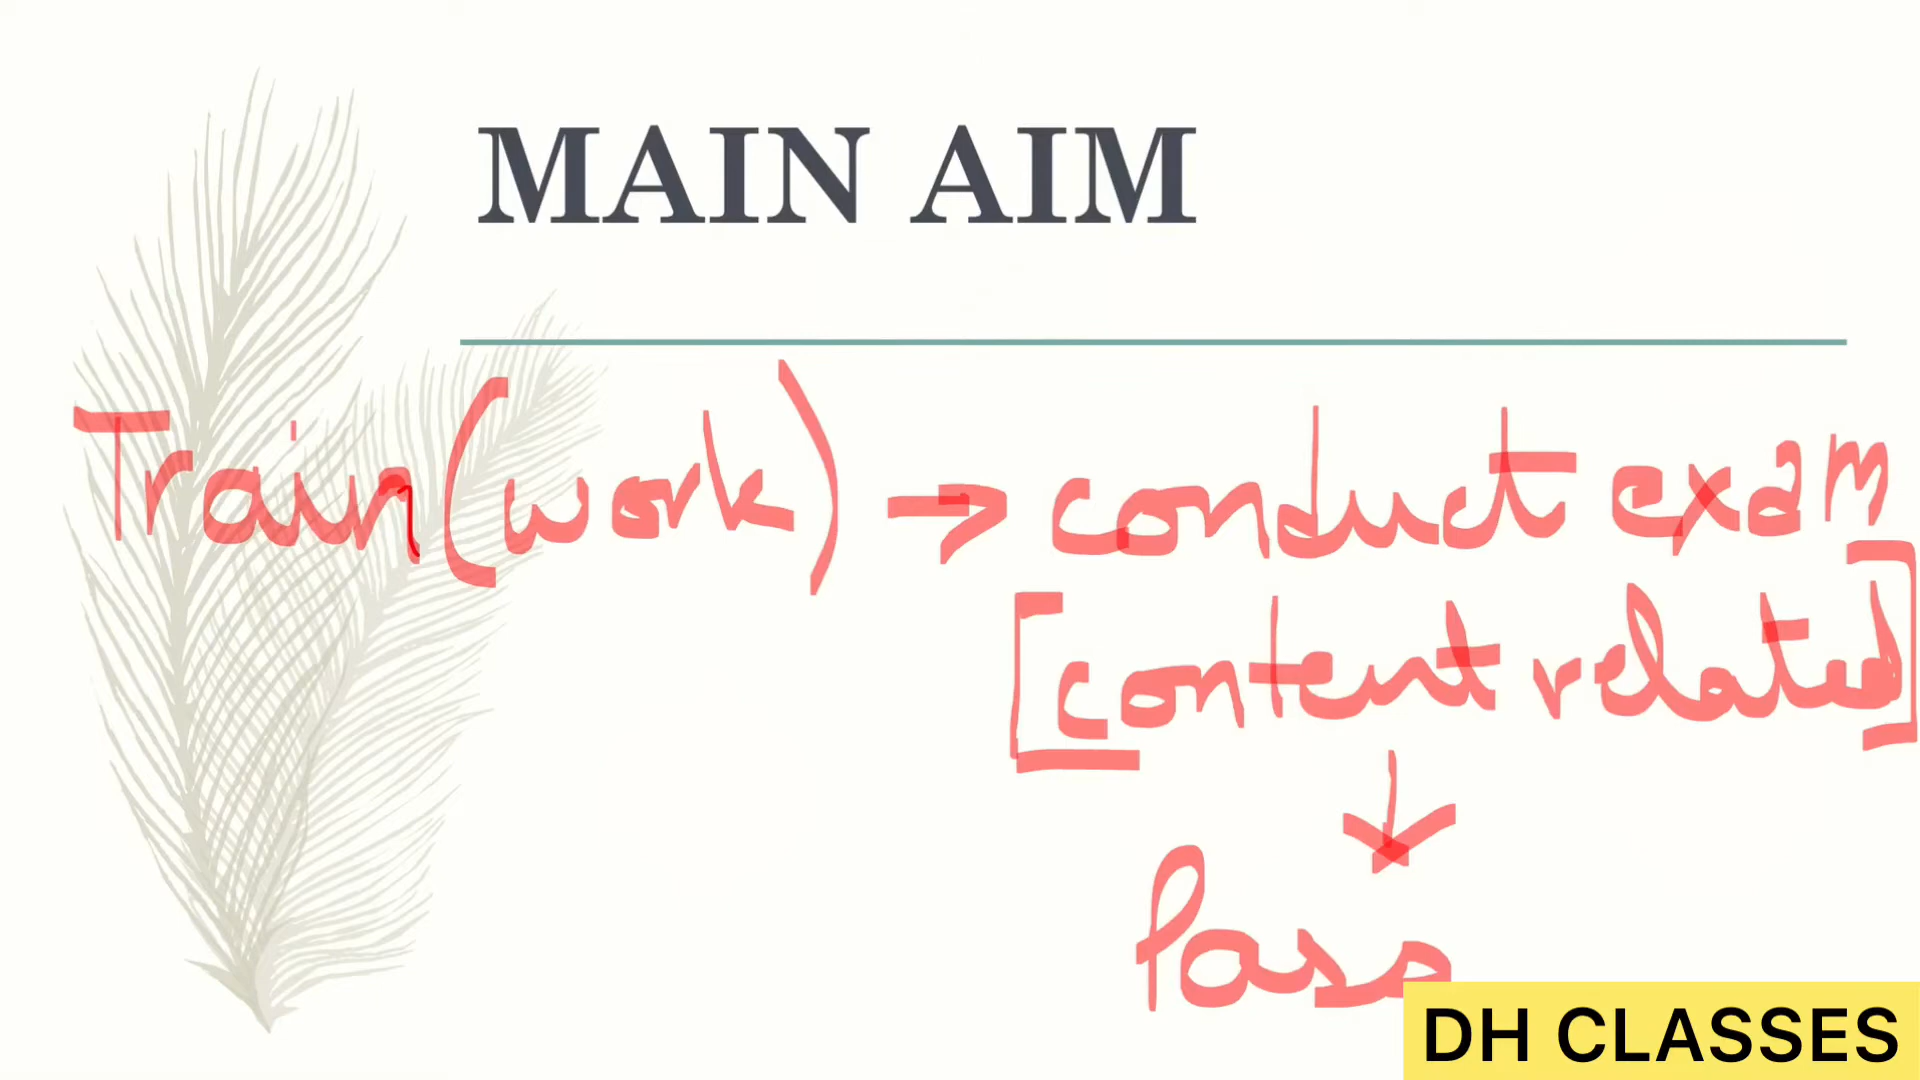 MAIN AIM
Train (work) → conduct exam
[content related]
↓
Pass
DH CLASSES